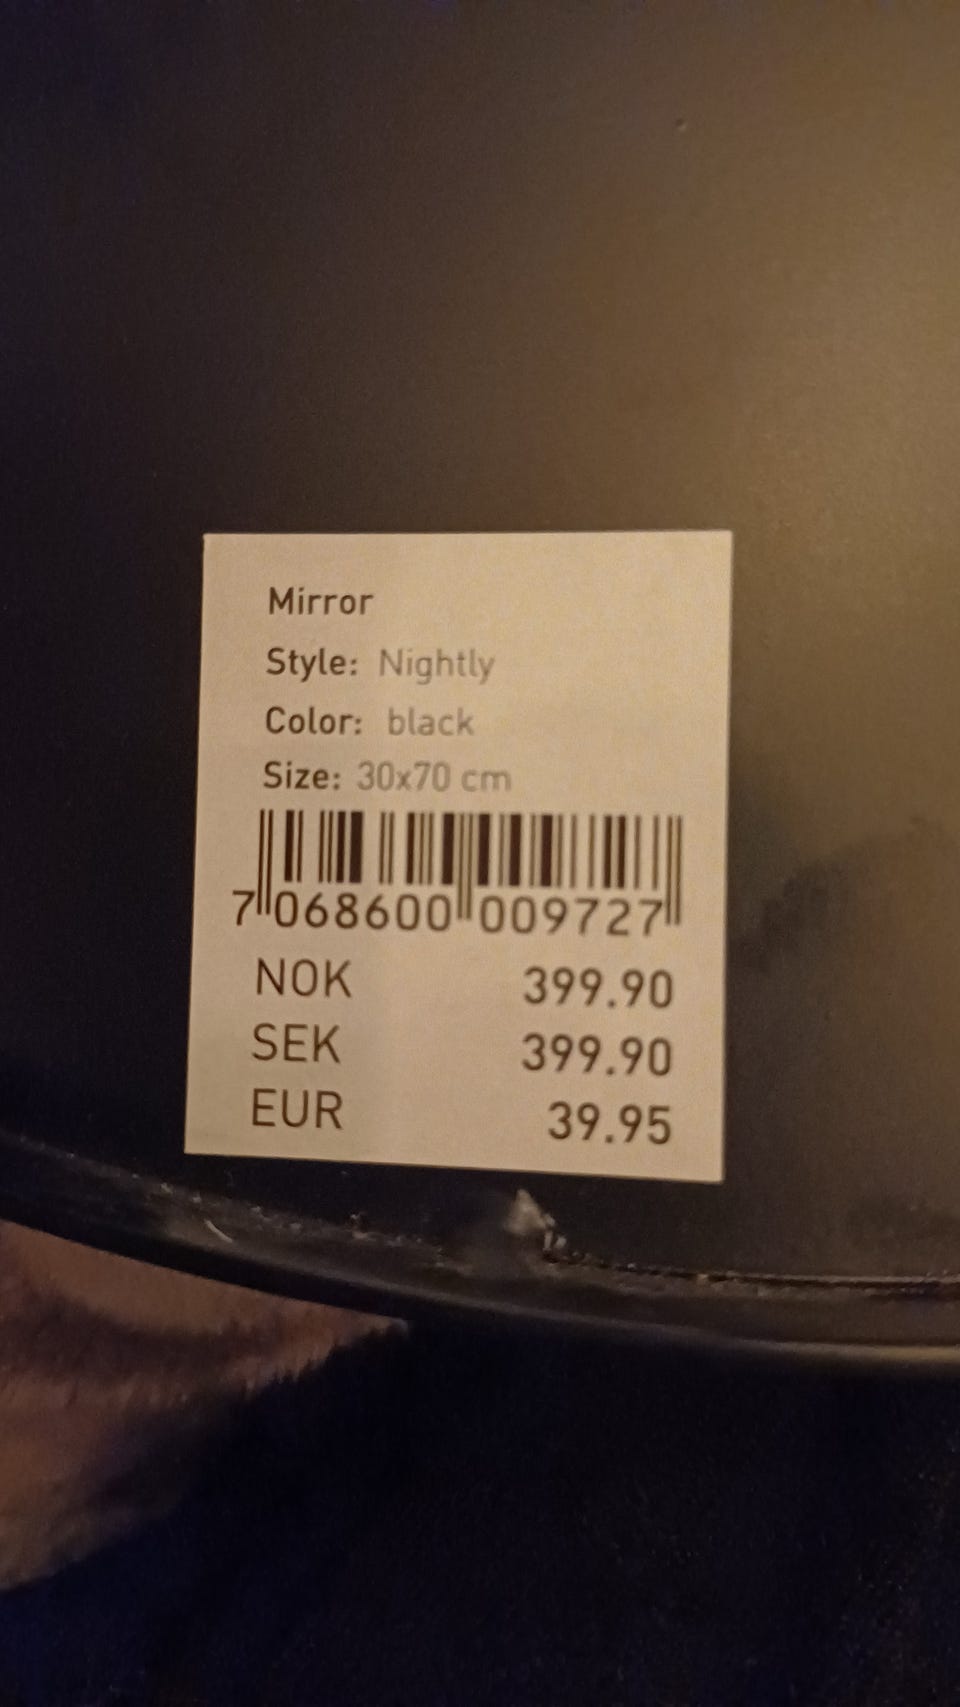 Mirror
Style: Nightly
Color: black
Size: 30x70 cm
7 068600 009727
NOK 399.90
SEK 399.90
EUR 39.95